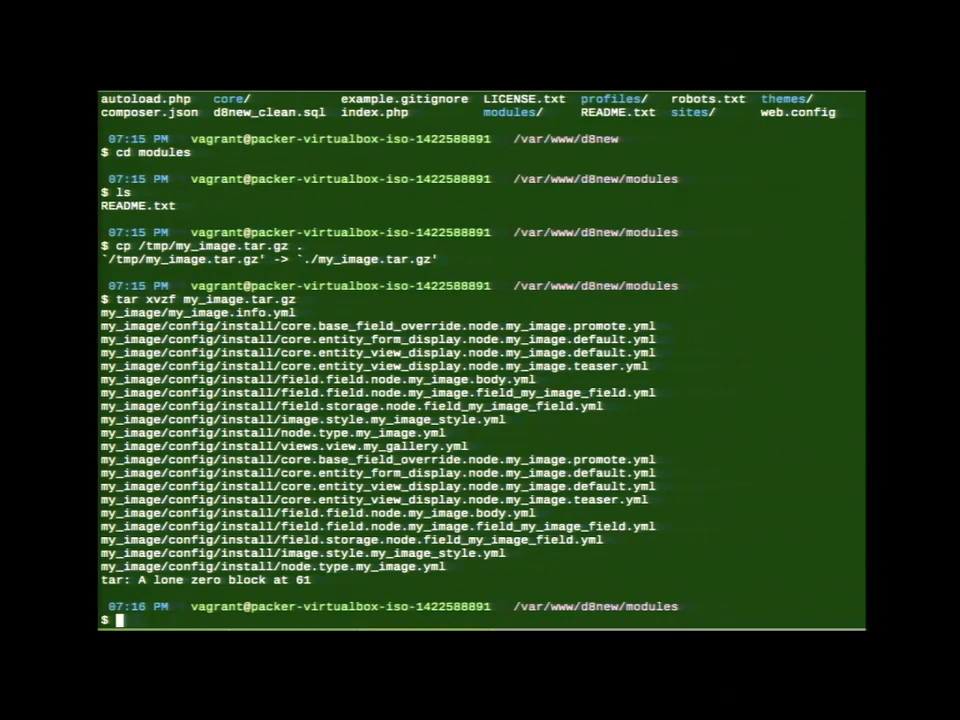 autoload.php core/ example.gitignore LICENSE.txt profiles/ robots.txt themes/
composer.json d8new_clean.sql index.php modules/ README.txt sites/ web.config
07:15 PM vagrant@packer-virtualbox-iso-1422588891 /var/www/d8new
$ cd modules
07:15 PM vagrant@packer-virtualbox-iso-1422588891 /var/www/d8new/modules
$ ls
README.txt
07:15 PM vagrant@packer-virtualbox-iso-1422588891 /var/www/d8new/modules
$ cp /tmp/my_image.tar.gz .
`/tmp/my_image.tar.gz' -> `./my_image.tar.gz'
07:15 PM vagrant@packer-virtualbox-iso-1422588891 /var/www/d8new/modules
$ tar xvzf my_image.tar.gz
my_image/my_image.info.yml
my_image/config/install/core.base_field_override.node.my_image.promote.yml
my_image/config/install/core.entity_form_display.node.my_image.default.yml
my_image/config/install/core.entity_view_display.node.my_image.default.yml
my_image/config/install/core.entity_view_display.node.my_image.teaser.yml
my_image/config/install/field.field.node.my_image.body.yml
my_image/config/install/field.field.node.my_image.field_my_image_field.yml
my_image/config/install/field.storage.node.field_my_image_field.yml
my_image/config/install/image.style.my_image_style.yml
my_image/config/install/node.type.my_image.yml
my_image/config/install/views.view.my_gallery.yml
my_image/config/install/core.base_field_override.node.my_image.promote.yml
my_image/config/install/core.entity_form_display.node.my_image.default.yml
my_image/config/install/core.entity_view_display.node.my_image.default.yml
my_image/config/install/core.entity_view_display.node.my_image.teaser.yml
my_image/config/install/field.field.node.my_image.body.yml
my_image/config/install/field.field.node.my_image.field_my_image_field.yml
my_image/config/install/field.storage.node.field_my_image_field.yml
my_image/config/install/image.style.my_image_style.yml
my_image/config/install/node.type.my_image.yml
tar: A lone zero block at 61
07:16 PM vagrant@packer-virtualbox-iso-1422588891 /var/www/d8new/modules
$